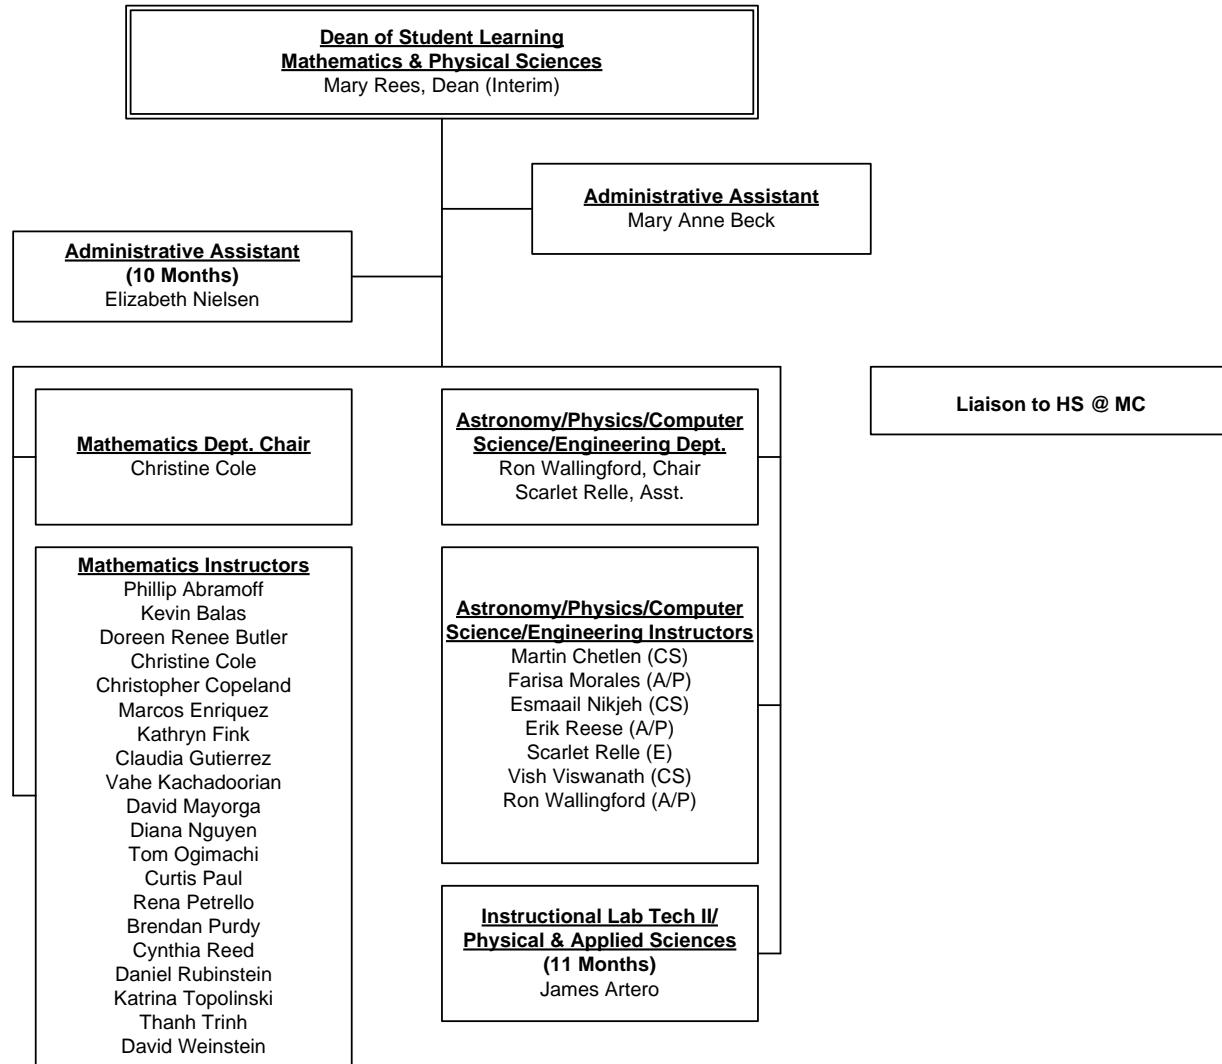 Dean of Student Learning
Mathematics & Physical Sciences
Mary Rees, Dean (Interim)
Administrative Assistant
Mary Anne Beck
Administrative Assistant
(10 Months)
Elizabeth Nielsen
Mathematics Dept. Chair
Christine Cole
Astronomy/Physics/Computer
Science/Engineering Dept.
Ron Wallingford, Chair
Scarlet Relle, Asst.
Liaison to HS @ MC
Mathematics Instructors
Phillip Abramoff
Kevin Balas
Doreen Renee Butler
Christine Cole
Christopher Copeland
Marcos Enriquez
Kathryn Fink
Claudia Gutierrez
Vahe Kachadoorian
David Mayorga
Diana Nguyen
Tom Ogimachi
Curtis Paul
Rena Petrello
Brendan Purdy
Cynthia Reed
Daniel Rubinstein
Katrina Topolinski
Thanh Trinh
David Weinstein
Astronomy/Physics/Computer
Science/Engineering Instructors
Martin Chetlen (CS)
Farisa Morales (A/P)
Esmaail Nikjeh (CS)
Erik Reese (A/P)
Scarlet Relle (E)
Vish Viswanath (CS)
Ron Wallingford (A/P)
Instructional Lab Tech II/
Physical & Applied Sciences
(11 Months)
James Artero